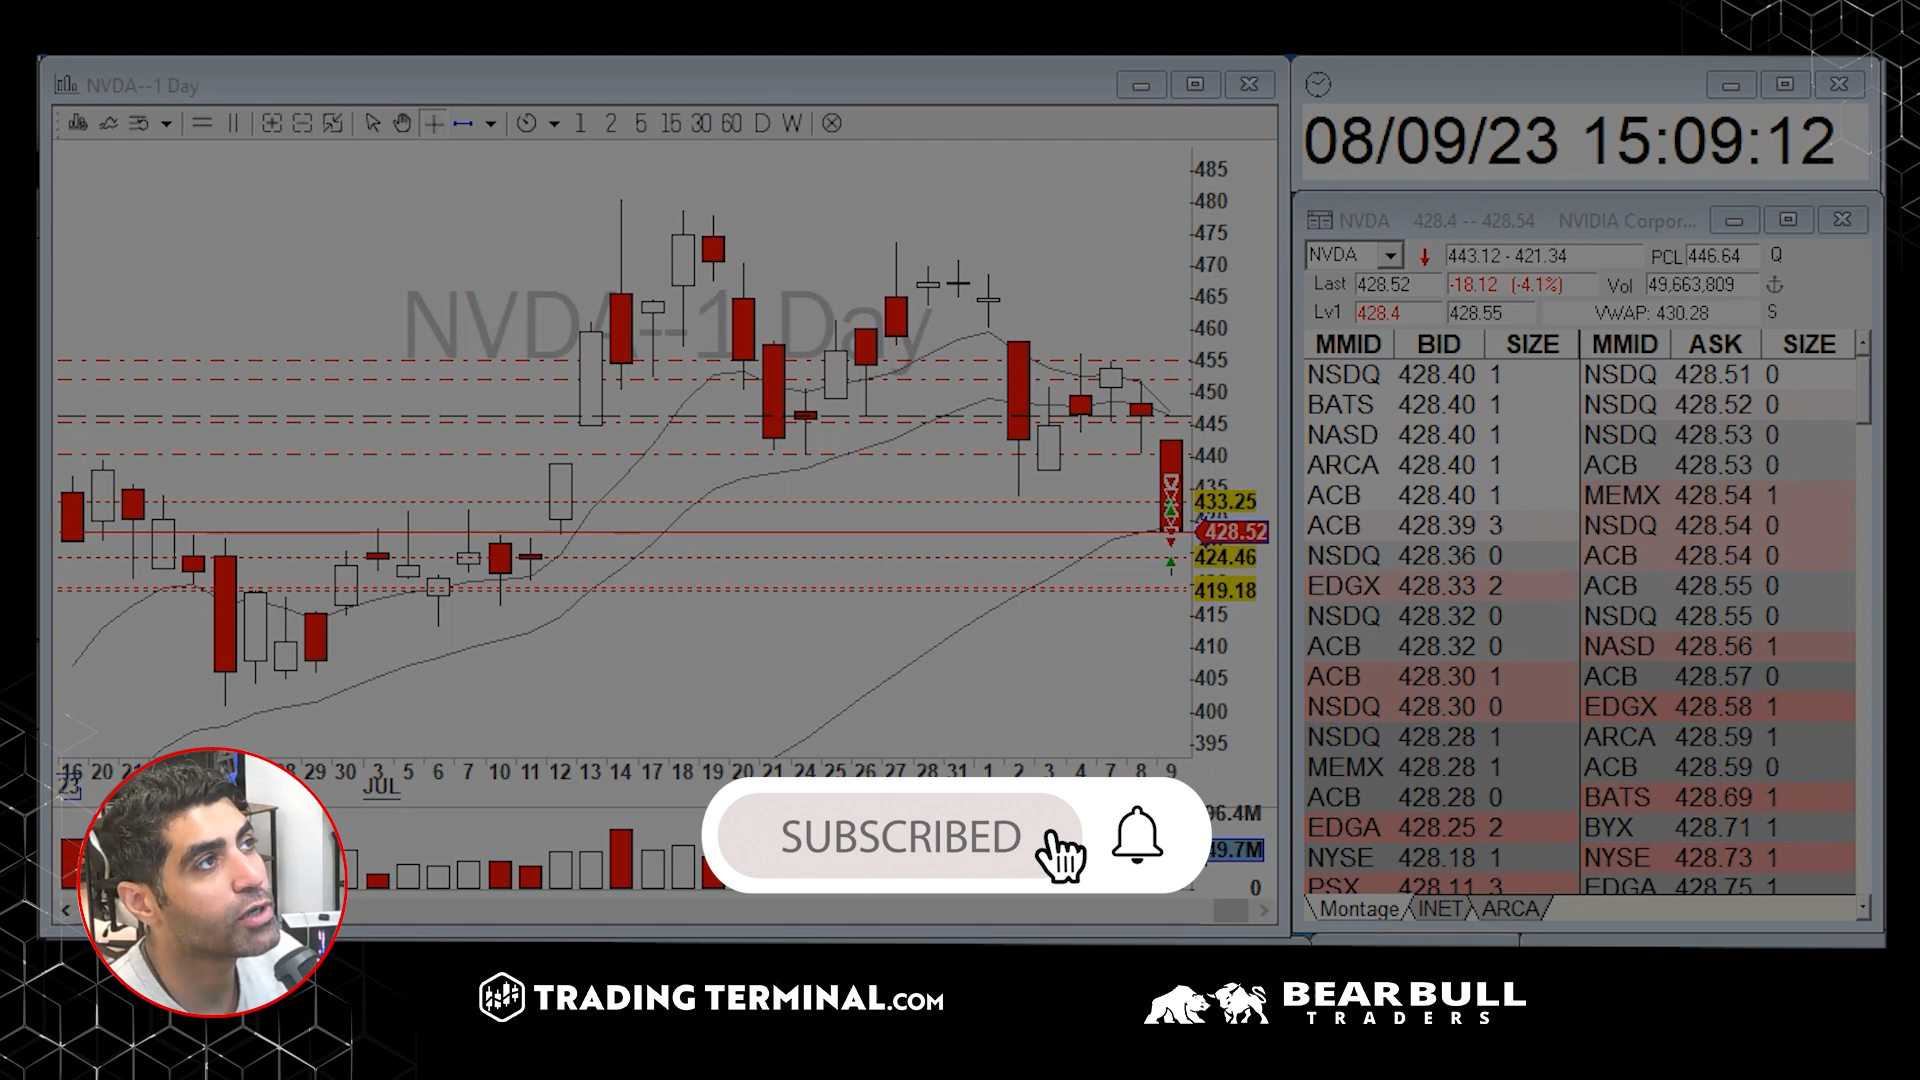 NVDA--1 Day
1 2 5 15 30 60 D W
NVDA--1 Day
485
480
475
470
465
460
455
450
445
440
435
433.25
428.52
424.46
419.18
415
410
405
400
395
16 20 28 29 30 3 5 6 7 10 11 12 13 14 17 18 19 20 21 24 25 26 27 28 31 1 2 3 4 7 8 9
23 JUL
96.4M
49.7M
0
SUBSCRIBED
08/09/23 15:09:12
NVDA 428.4 -- 428.54 NVIDIA Corpor...
NVDA 443.12 - 421.34 PCL 446.64 Q
Last 428.52 -18.12 (-4.1%) Vol 49,663,809
Lv1 428.4 428.55 VWAP: 430.28 S
MMID BID SIZE MMID ASK SIZE
NSDQ 428.40 1 NSDQ 428.51 0
BATS 428.40 1 NSDQ 428.52 0
NASD 428.40 1 NSDQ 428.53 0
ARCA 428.40 1 ACB 428.53 0
ACB 428.40 1 MEMX 428.54 1
ACB 428.39 3 NSDQ 428.54 0
NSDQ 428.36 0 ACB 428.54 0
EDGX 428.33 2 ACB 428.55 0
NSDQ 428.32 0 NSDQ 428.55 0
ACB 428.32 0 NASD 428.56 1
ACB 428.30 1 ACB 428.57 0
NSDQ 428.30 0 EDGX 428.58 1
NSDQ 428.28 1 ARCA 428.59 1
MEMX 428.28 1 ACB 428.59 0
ACB 428.28 0 BATS 428.69 1
EDGA 428.25 2 BYX 428.71 1
NYSE 428.18 1 NYSE 428.73 1
PSX 428.11 3 EDGA 428.75 1
Montage INET ARCA
TRADING TERMINAL.COM
BEAR BULL
TRADERS